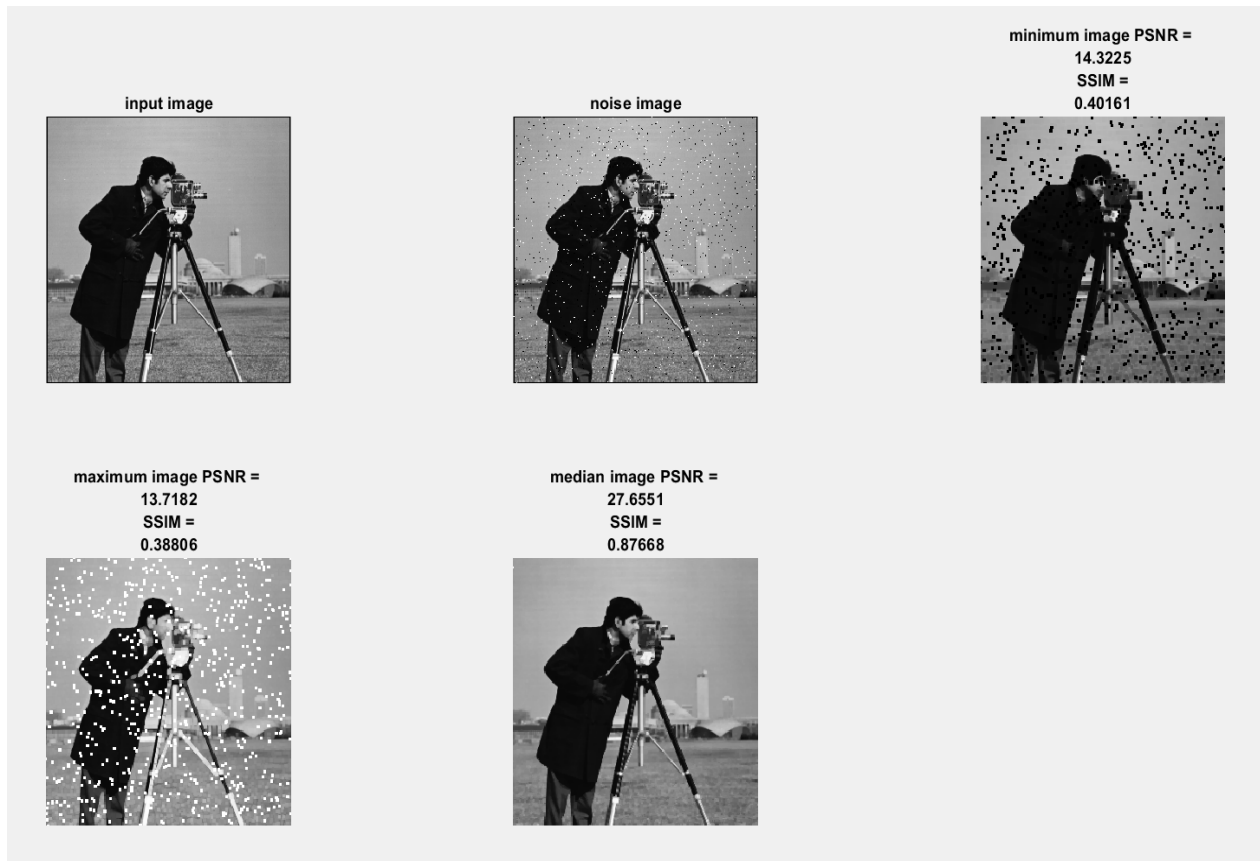 input image
noise image
minimum image PSNR =
14.3225
SSIM =
0.40161
maximum image PSNR =
13.7182
SSIM =
0.38806
median image PSNR =
27.6551
SSIM =
0.87668